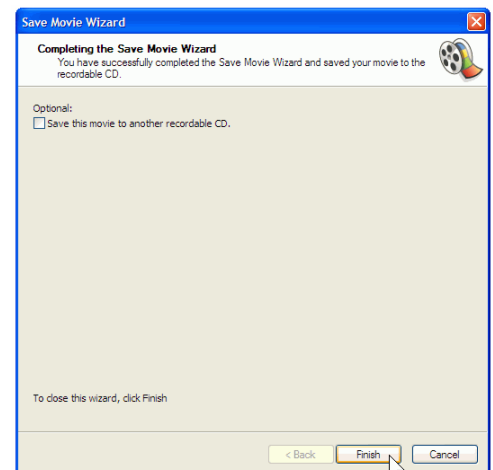 Save Movie Wizard
Completing the Save Movie Wizard
You have successfully completed the Save Movie Wizard and saved your movie to the
recordable CD.
Optional:
Save this movie to another recordable CD.
To close this wizard, click Finish
< Back Finish Cancel